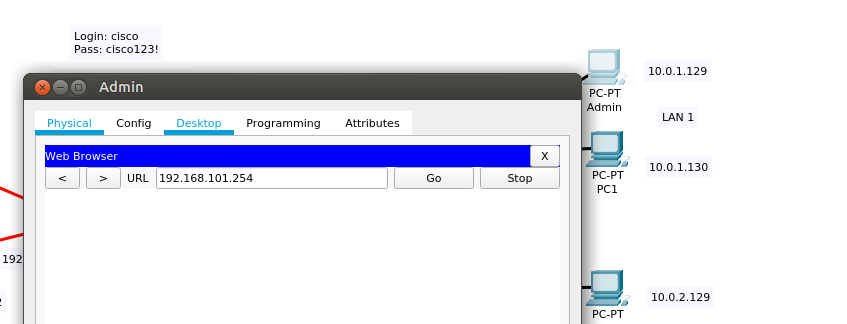 Login: cisco
Pass: cisco123!
Admin
Physical Config Desktop Programming Attributes
Web Browser X
< > URL 192.168.101.254 Go Stop
PC-PT
Admin
10.0.1.129
LAN 1
PC-PT
PC1
10.0.1.130
192
2
PC-PT
10.0.2.129